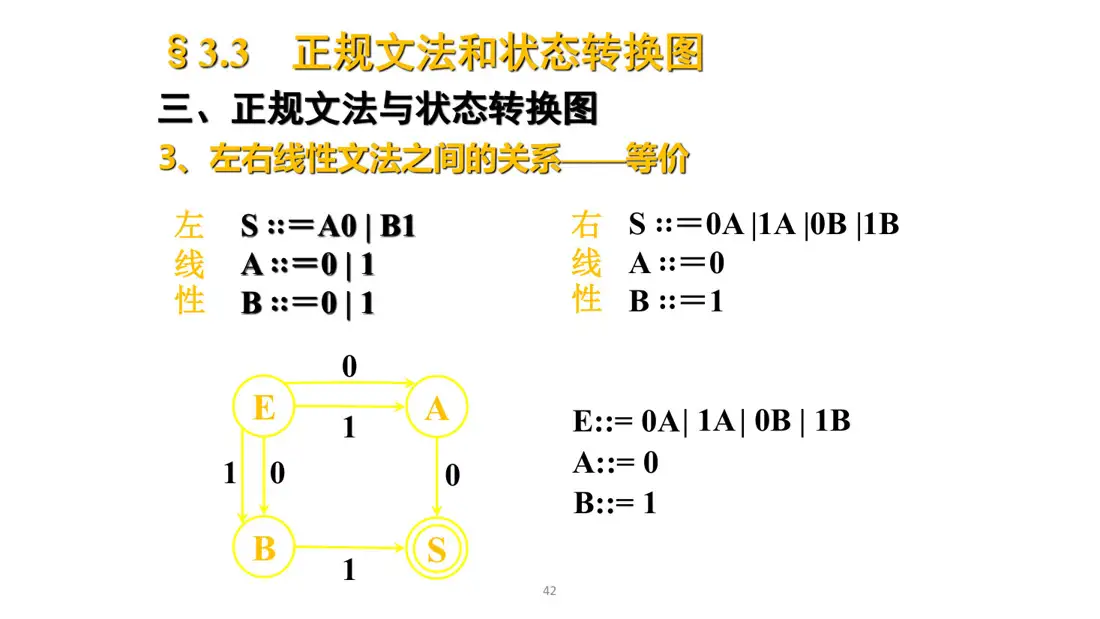 §3.3 正规文法和状态转换图
三、正规文法与状态转换图
3、左右线性文法之间的关系——等价
左 S ::=A0 | B1
线 A ::=0 | 1
性 B ::=0 | 1
右 S ::=0A |1A |0B |1B
线 A ::=0
性 B ::=1
0
E
A
1
1
0
0
B
S
1
E::= 0A| 1A| 0B | 1B
A::= 0
B::= 1
42